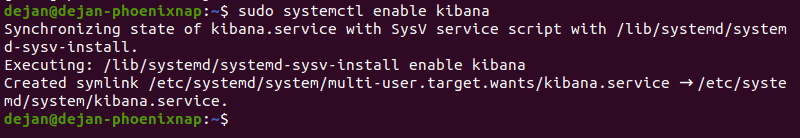 dejan@dejan-phoenixnap:~$ sudo systemctl enable kibana
Synchronizing state of kibana.service with SysV service script with /lib/systemd/system
d-sysv-install.
Executing: /lib/systemd/systemd-sysv-install enable kibana
Created symlink /etc/systemd/system/multi-user.target.wants/kibana.service → /etc/syste
md/system/kibana.service.
dejan@dejan-phoenixnap:~$